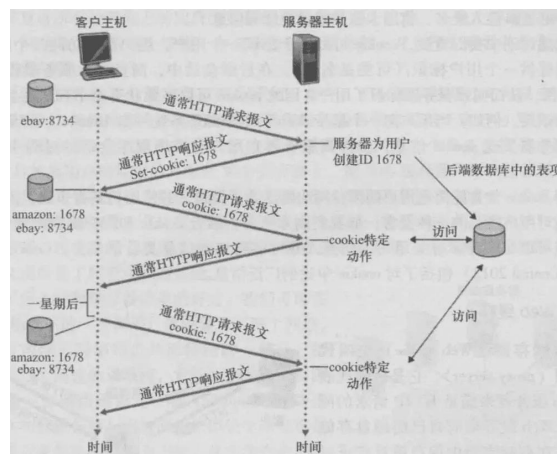 客户主机
服务器主机
ebay:8734
通常HTTP请求报文
通常HTTP响应报文
Set-cookie: 1678
服务器为用户
创建ID 1678
后端数据库中的表项
amazon: 1678
ebay: 8734
通常HTTP请求报文
cookie: 1678
通常HTTP响应报文
cookie特定
动作
访问
一星期后
访问
amazon: 1678
ebay: 8734
通常HTTP请求报文
cookie: 1678
通常HTTP响应报文
cookie特定
动作
时间
时间